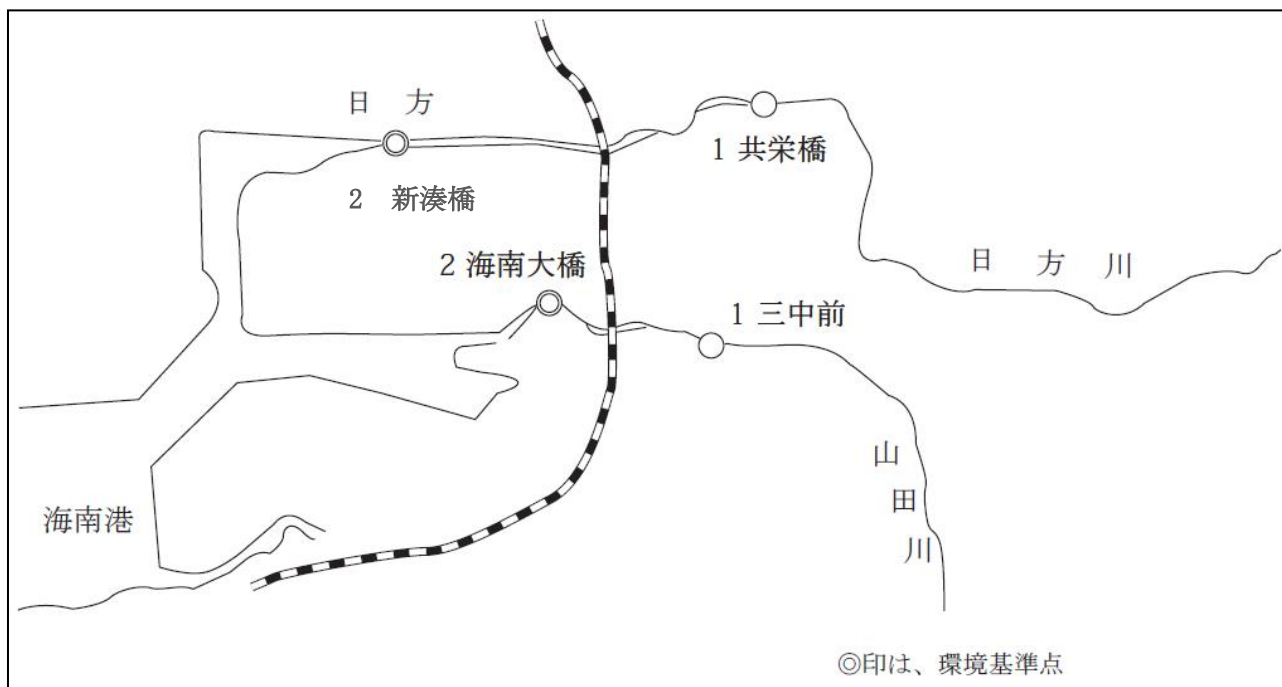 日 方
1 共栄橋
2 新湊橋
2 海南大橋
日 方 川
1 三中前
山田川
海南港
◎印は、環境基準点